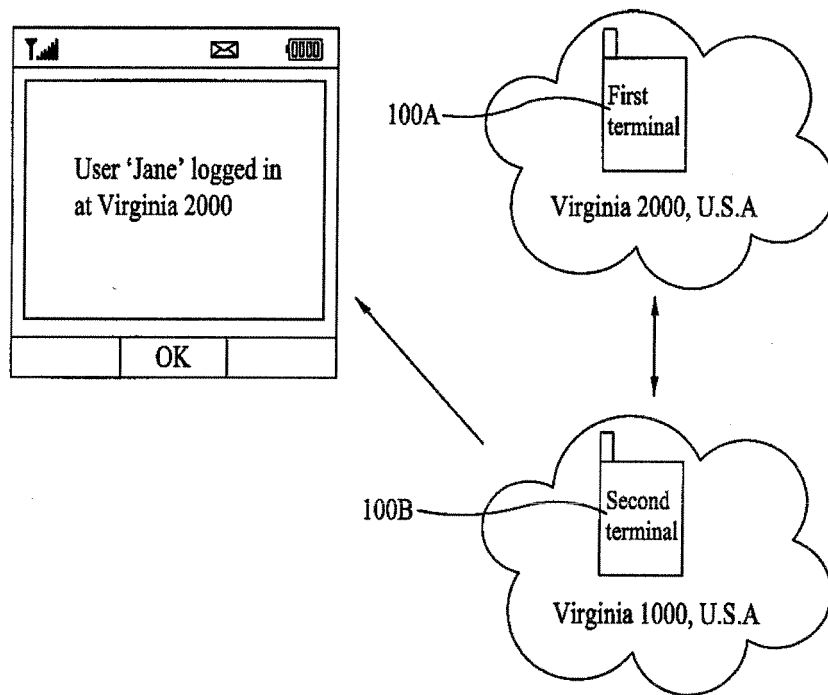 User ‘Jane’ logged in
at Virginia 2000
OK
100A
First
terminal
Virginia 2000, U.S.A
100B
Second
terminal
Virginia 1000, U.S.A